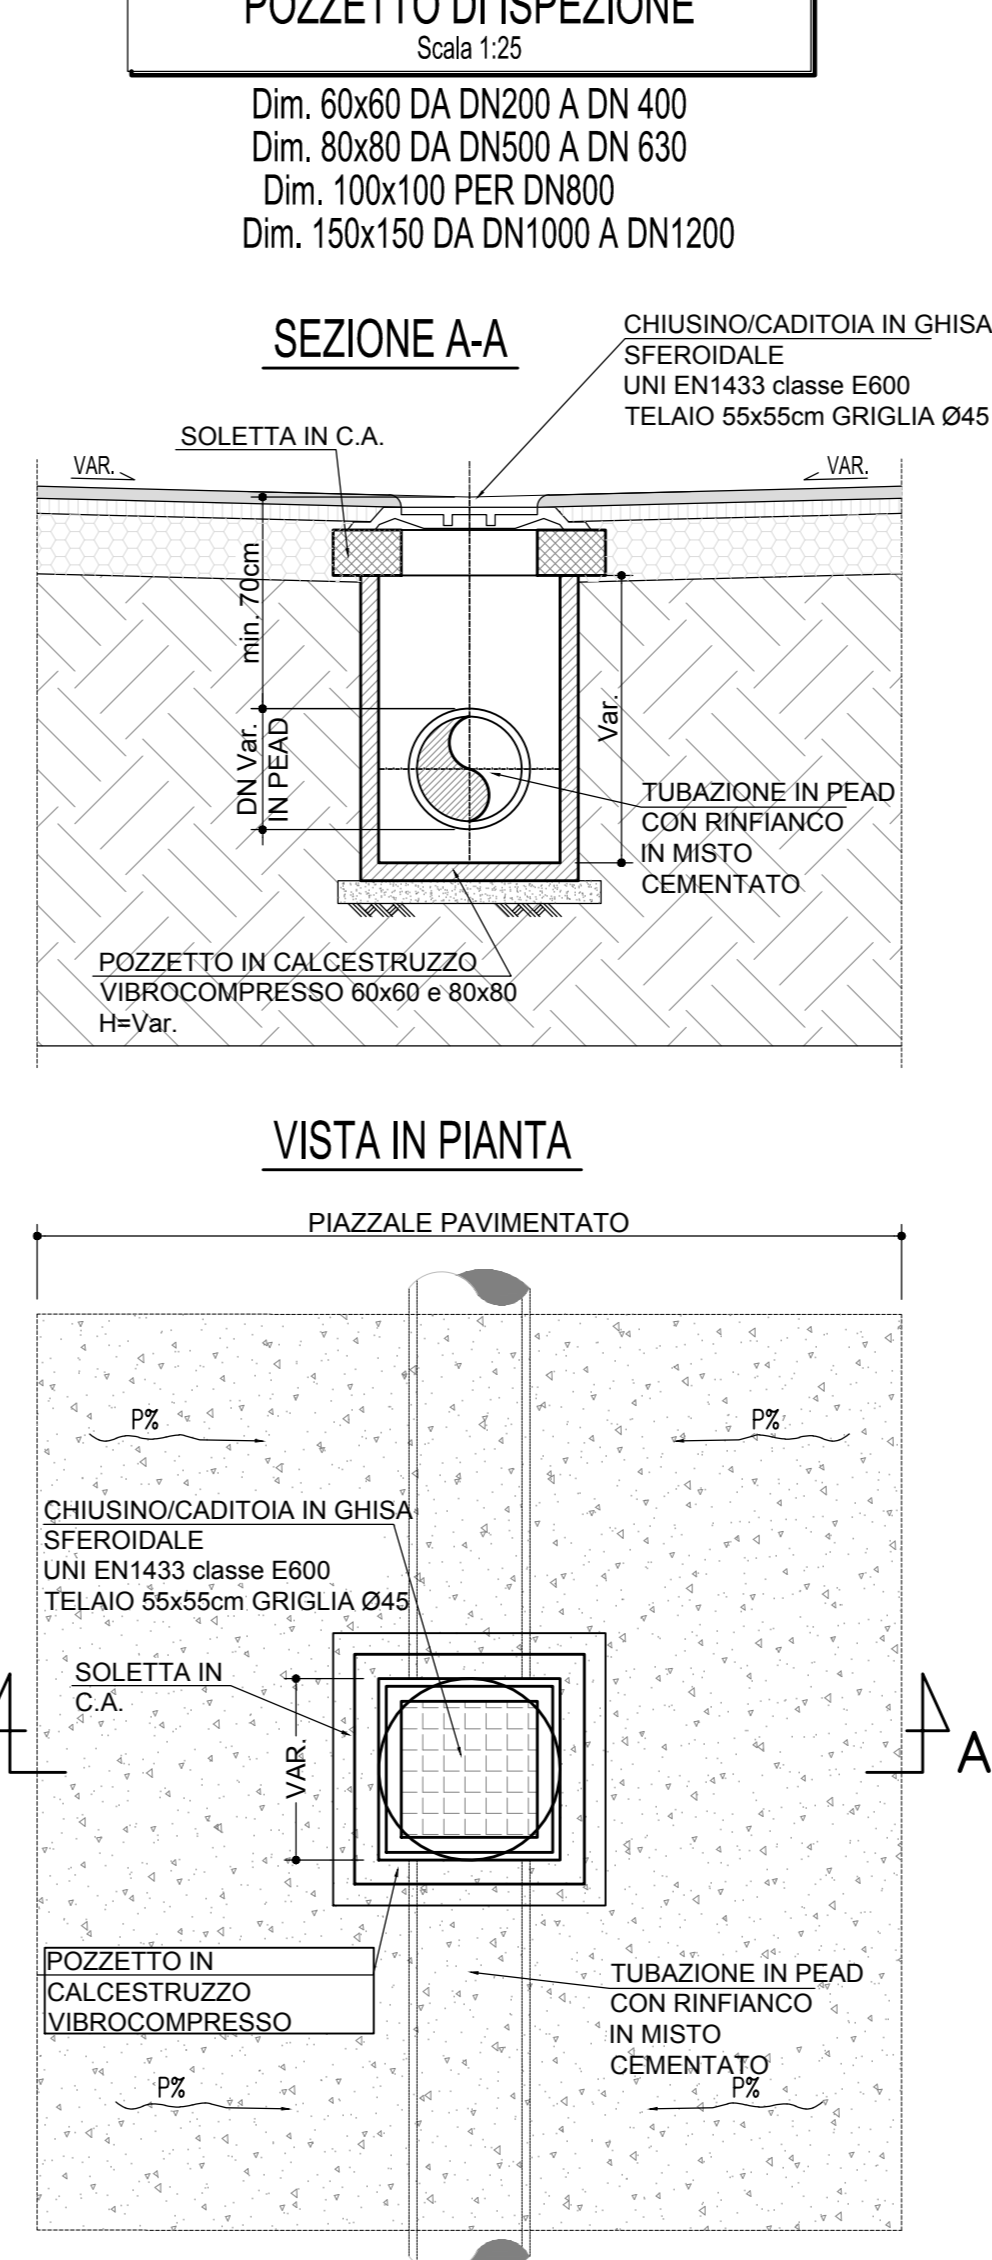 POZZETTO DI ISPEZIONE
Scala 1:25
Dim. 60x60 DA DN200 A DN 400
Dim. 80x80 DA DN500 A DN 630
Dim. 100x100 PER DN800
Dim. 150x150 DA DN1000 A DN1200
SEZIONE A-A
CHIUSINO/CADITOIA IN GHISA
SFEROIDALE
UNI EN1433 classe E600
TELAIO 55x55cm GRIGLIA Ø45
SOLETTA IN C.A.
VAR.
VAR.
min. 70cm
DN Var.
IN PEAD
Var.
TUBAZIONE IN PEAD
CON RINFIANCO
IN MISTO
CEMENTATO
POZZETTO IN CALCESTRUZZO
VIBROCOMPRESSO 60x60 e 80x80
H=Var.
VISTA IN PIANTA
PIAZZALE PAVIMENTATO
P%
P%
CHIUSINO/CADITOIA IN GHISA
SFEROIDALE
UNI EN1433 classe E600
TELAIO 55x55cm GRIGLIA Ø45
SOLETTA IN
C.A.
VAR.
A
POZZETTO IN
CALCESTRUZZO
VIBROCOMPRESSO
TUBAZIONE IN PEAD
CON RINFIANCO
IN MISTO
CEMENTATO
P%
P%